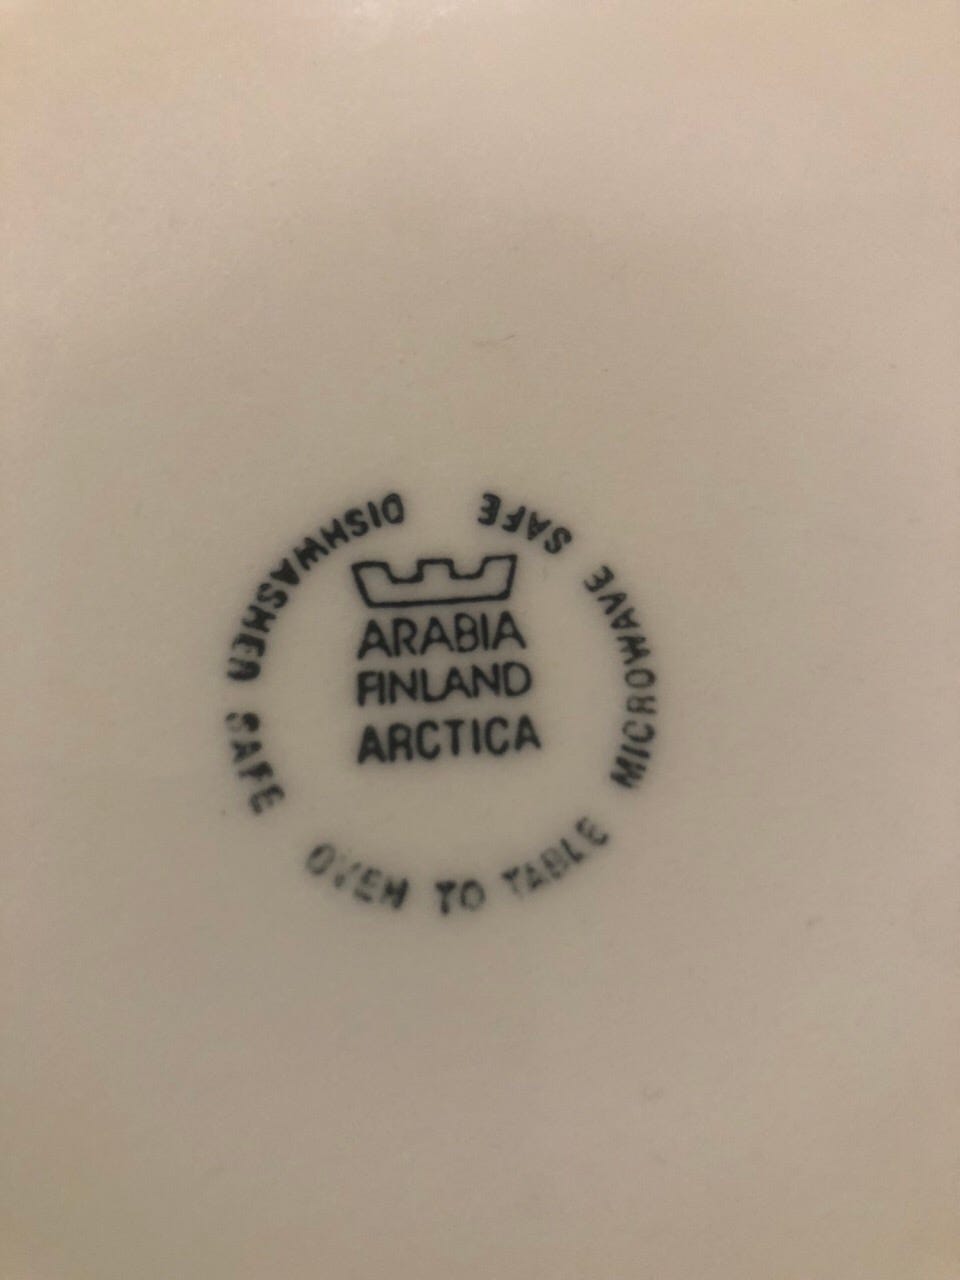 ARABIA
FINLAND
ARCTICA
DISHWASHER SAFE OVEN TO TABLE MICROWAVE SAFE